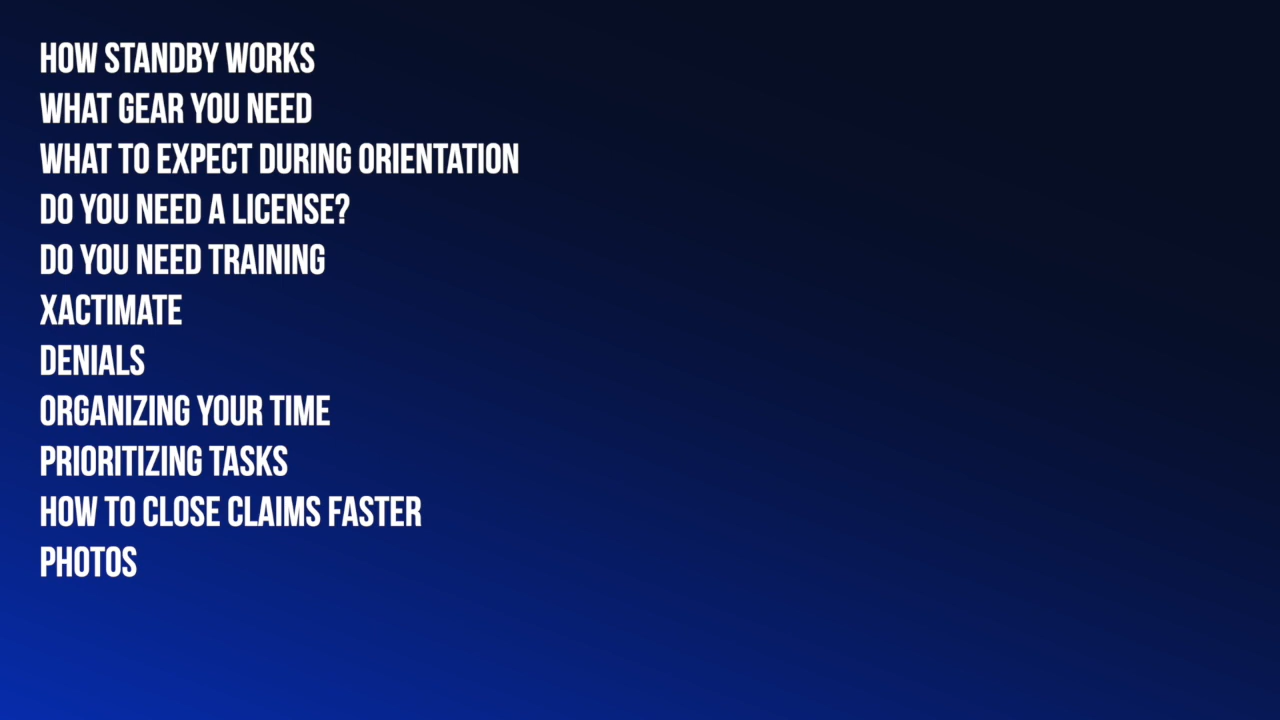 HOW STANDBY WORKS
WHAT GEAR YOU NEED
WHAT TO EXPECT DURING ORIENTATION
DO YOU NEED A LICENSE?
DO YOU NEED TRAINING
XACTIMATE
DENIALS
ORGANIZING YOUR TIME
PRIORITIZING TASKS
HOW TO CLOSE CLAIMS FASTER
PHOTOS